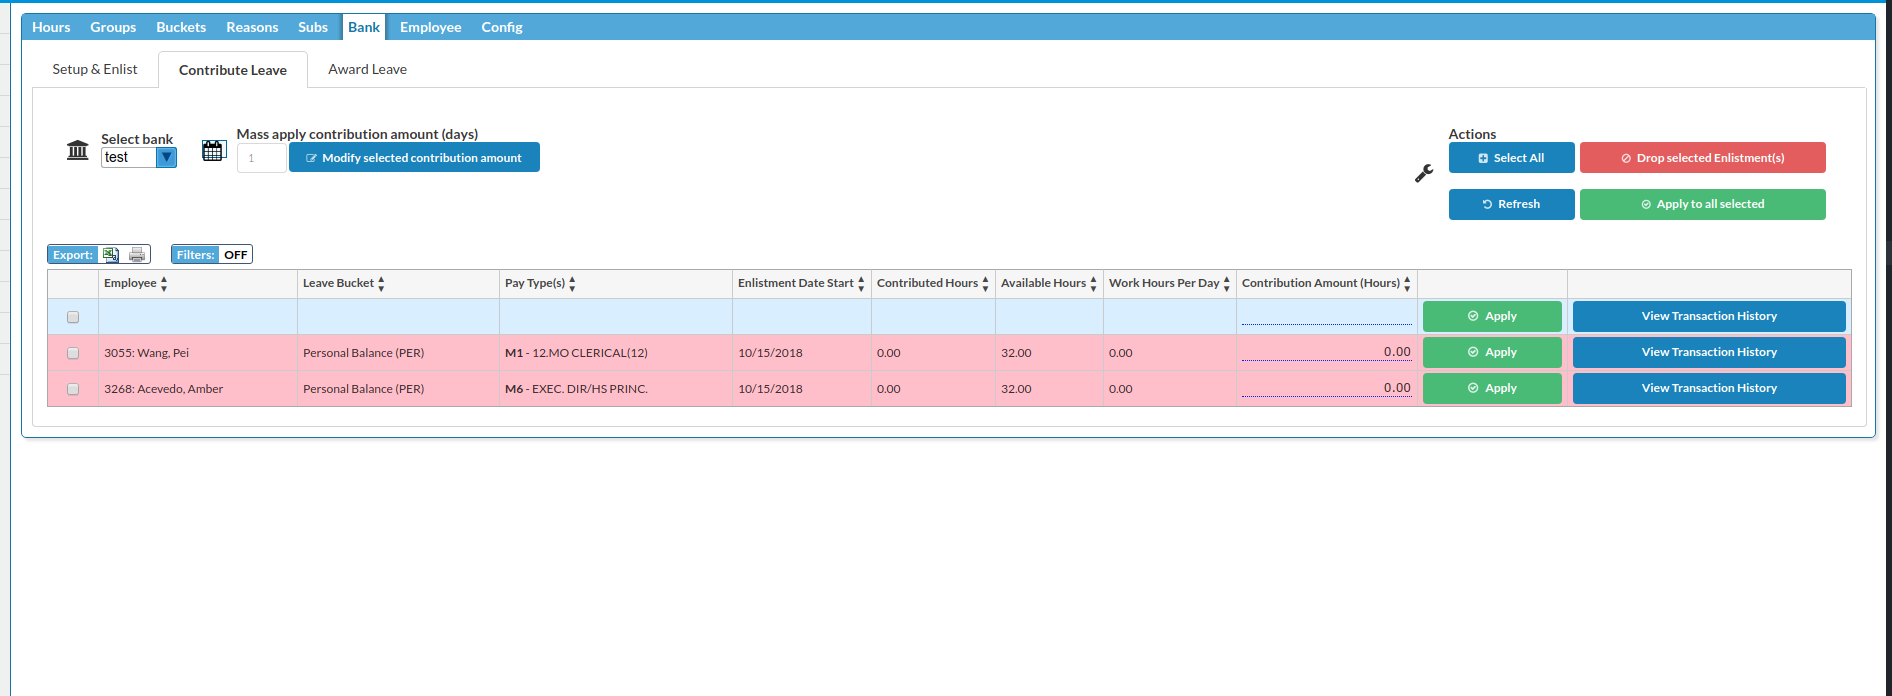 Hours Groups Buckets Reasons Subs Bank Employee Config
Setup & Enlist Contribute Leave Award Leave
Select bank
test
Mass apply contribution amount (days)
1 Modify selected contribution amount
Actions
Select All Drop selected Enlistment(s)
Refresh Apply to all selected
Export: Filters: OFF
Employee Leave Bucket Pay Type(s) Enlistment Date Start Contributed Hours Available Hours Work Hours Per Day Contribution Amount (Hours)
Apply View Transaction History
3055: Wang, Pei Personal Balance (PER) M1 - 12.MO CLERICAL(12) 10/15/2018 0.00 32.00 0.00 0.00 Apply View Transaction History
3268: Acevedo, Amber Personal Balance (PER) M6 - EXEC. DIR/HS PRINC. 10/15/2018 0.00 32.00 0.00 0.00 Apply View Transaction History